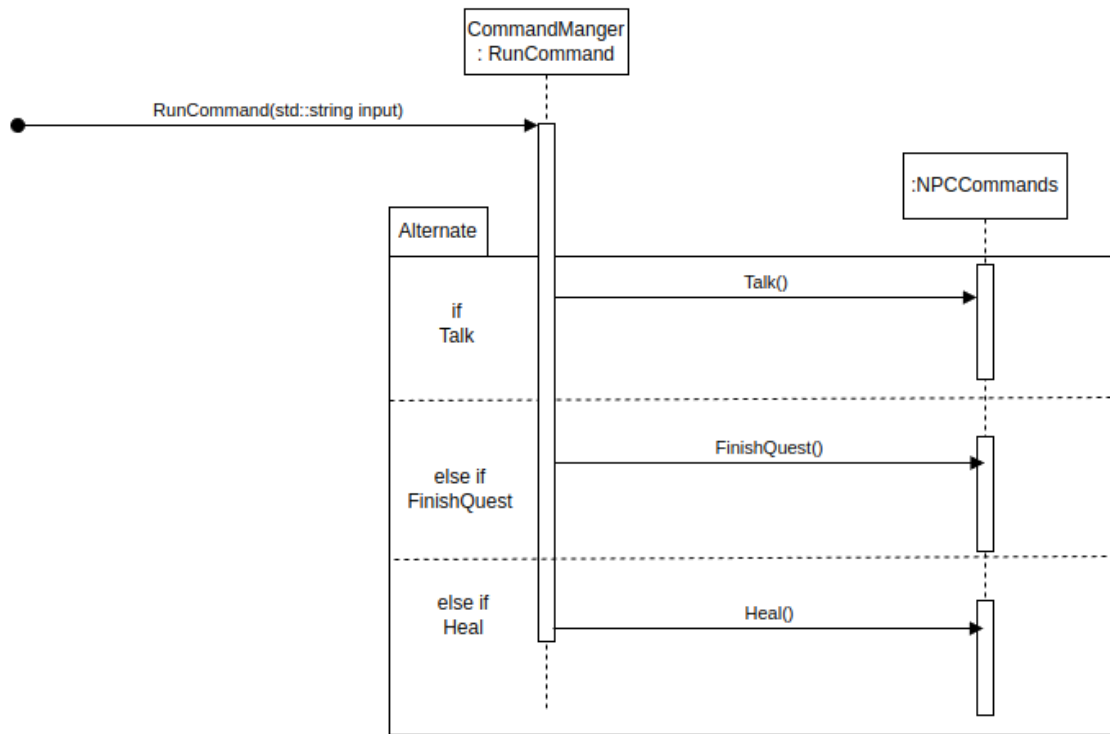 CommandManger
: RunCommand
RunCommand(std::string input)
:NPCCommands
Alternate
Talk()
if
Talk
FinishQuest()
else if
FinishQuest
else if
Heal
Heal()